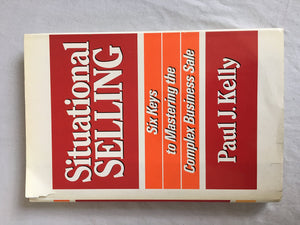 Situational
SELLING
Six Keys
to Mastering the
Complex Business Sale
Paul J. Kelly